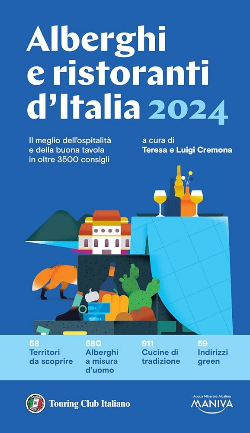 Alberghi
e ristoranti
d'Italia 2024
Il meglio dell'ospitalità
e della buona tavola
in oltre 3500 consigli
a cura di
Teresa e Luigi Cremona
58
Territori
da scoprire
680
Alberghi
a misura
d'uomo
911
Cucine di
tradizione
59
Indirizzi
green
Touring Club Italiano
MANIVA